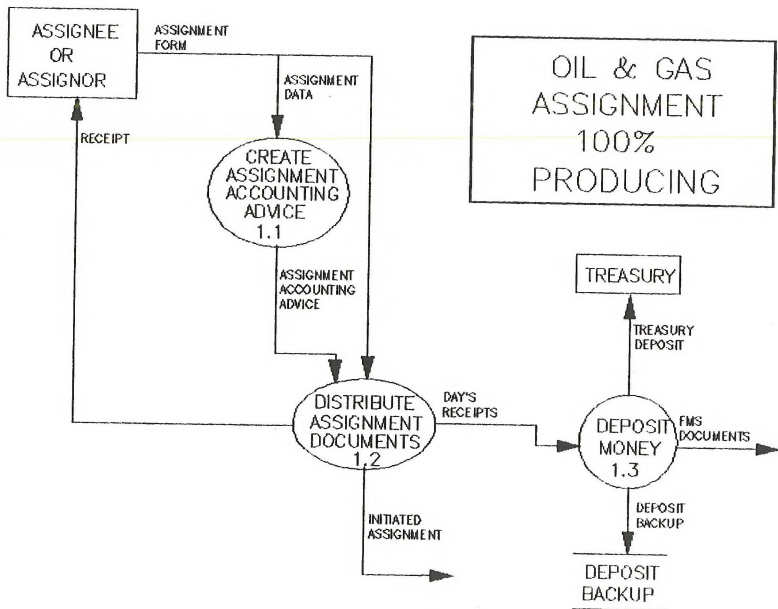 ASSIGNEE
OR
ASSIGNOR
ASSIGNMENT
FORM
OIL & GAS
ASSIGNMENT
100%
PRODUCING
ASSIGNMENT
DATA
RECEIPT
CREATE
ASSIGNMENT
ACCOUNTING
ADVICE
1.1
ASSIGNMENT
ACCOUNTING
ADVICE
TREASURY
TREASURY
DEPOSIT
DISTRIBUTE
ASSIGNMENT
DOCUMENTS
1.2
DAY'S
RECEIPTS
DEPOSIT
MONEY
1.3
FMS
DOCUMENTS
INITIATED
ASSIGNMENT
DEPOSIT
BACKUP
DEPOSIT
BACKUP